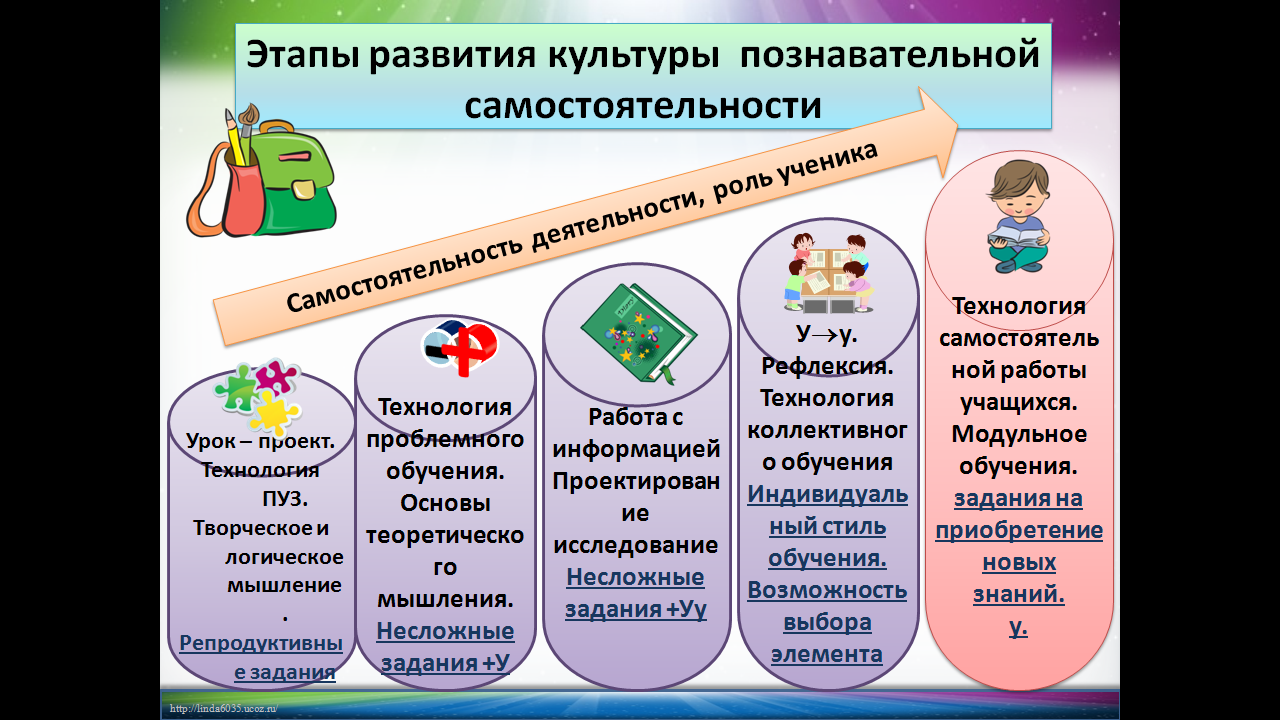 Этапы развития культуры познавательной
самостоятельности
Самостоятельность деятельности, роль ученика
Урок – проект.
Технология
ПУЗ.
Творческое и
логическое
мышление
.
Репродуктивны
е задания
Технология
проблемного
обучения.
Основы
теоретическо
го
мышления.
Несложные
задания +У
Работа с
информацией
Проектирован
ие
исследование
Несложные
задания +Уу
У→у.
Рефлексия.
Технология
коллективног
о обучения
Индивидуаль
ный стиль
обучения.
Возможность
выбора
элемента
Технология
самостоятель
ной работы
учащихся.
Модульное
обучения.
задания на
приобретение
новых
знаний.
у.
http://linda6035.ucoz.ru/